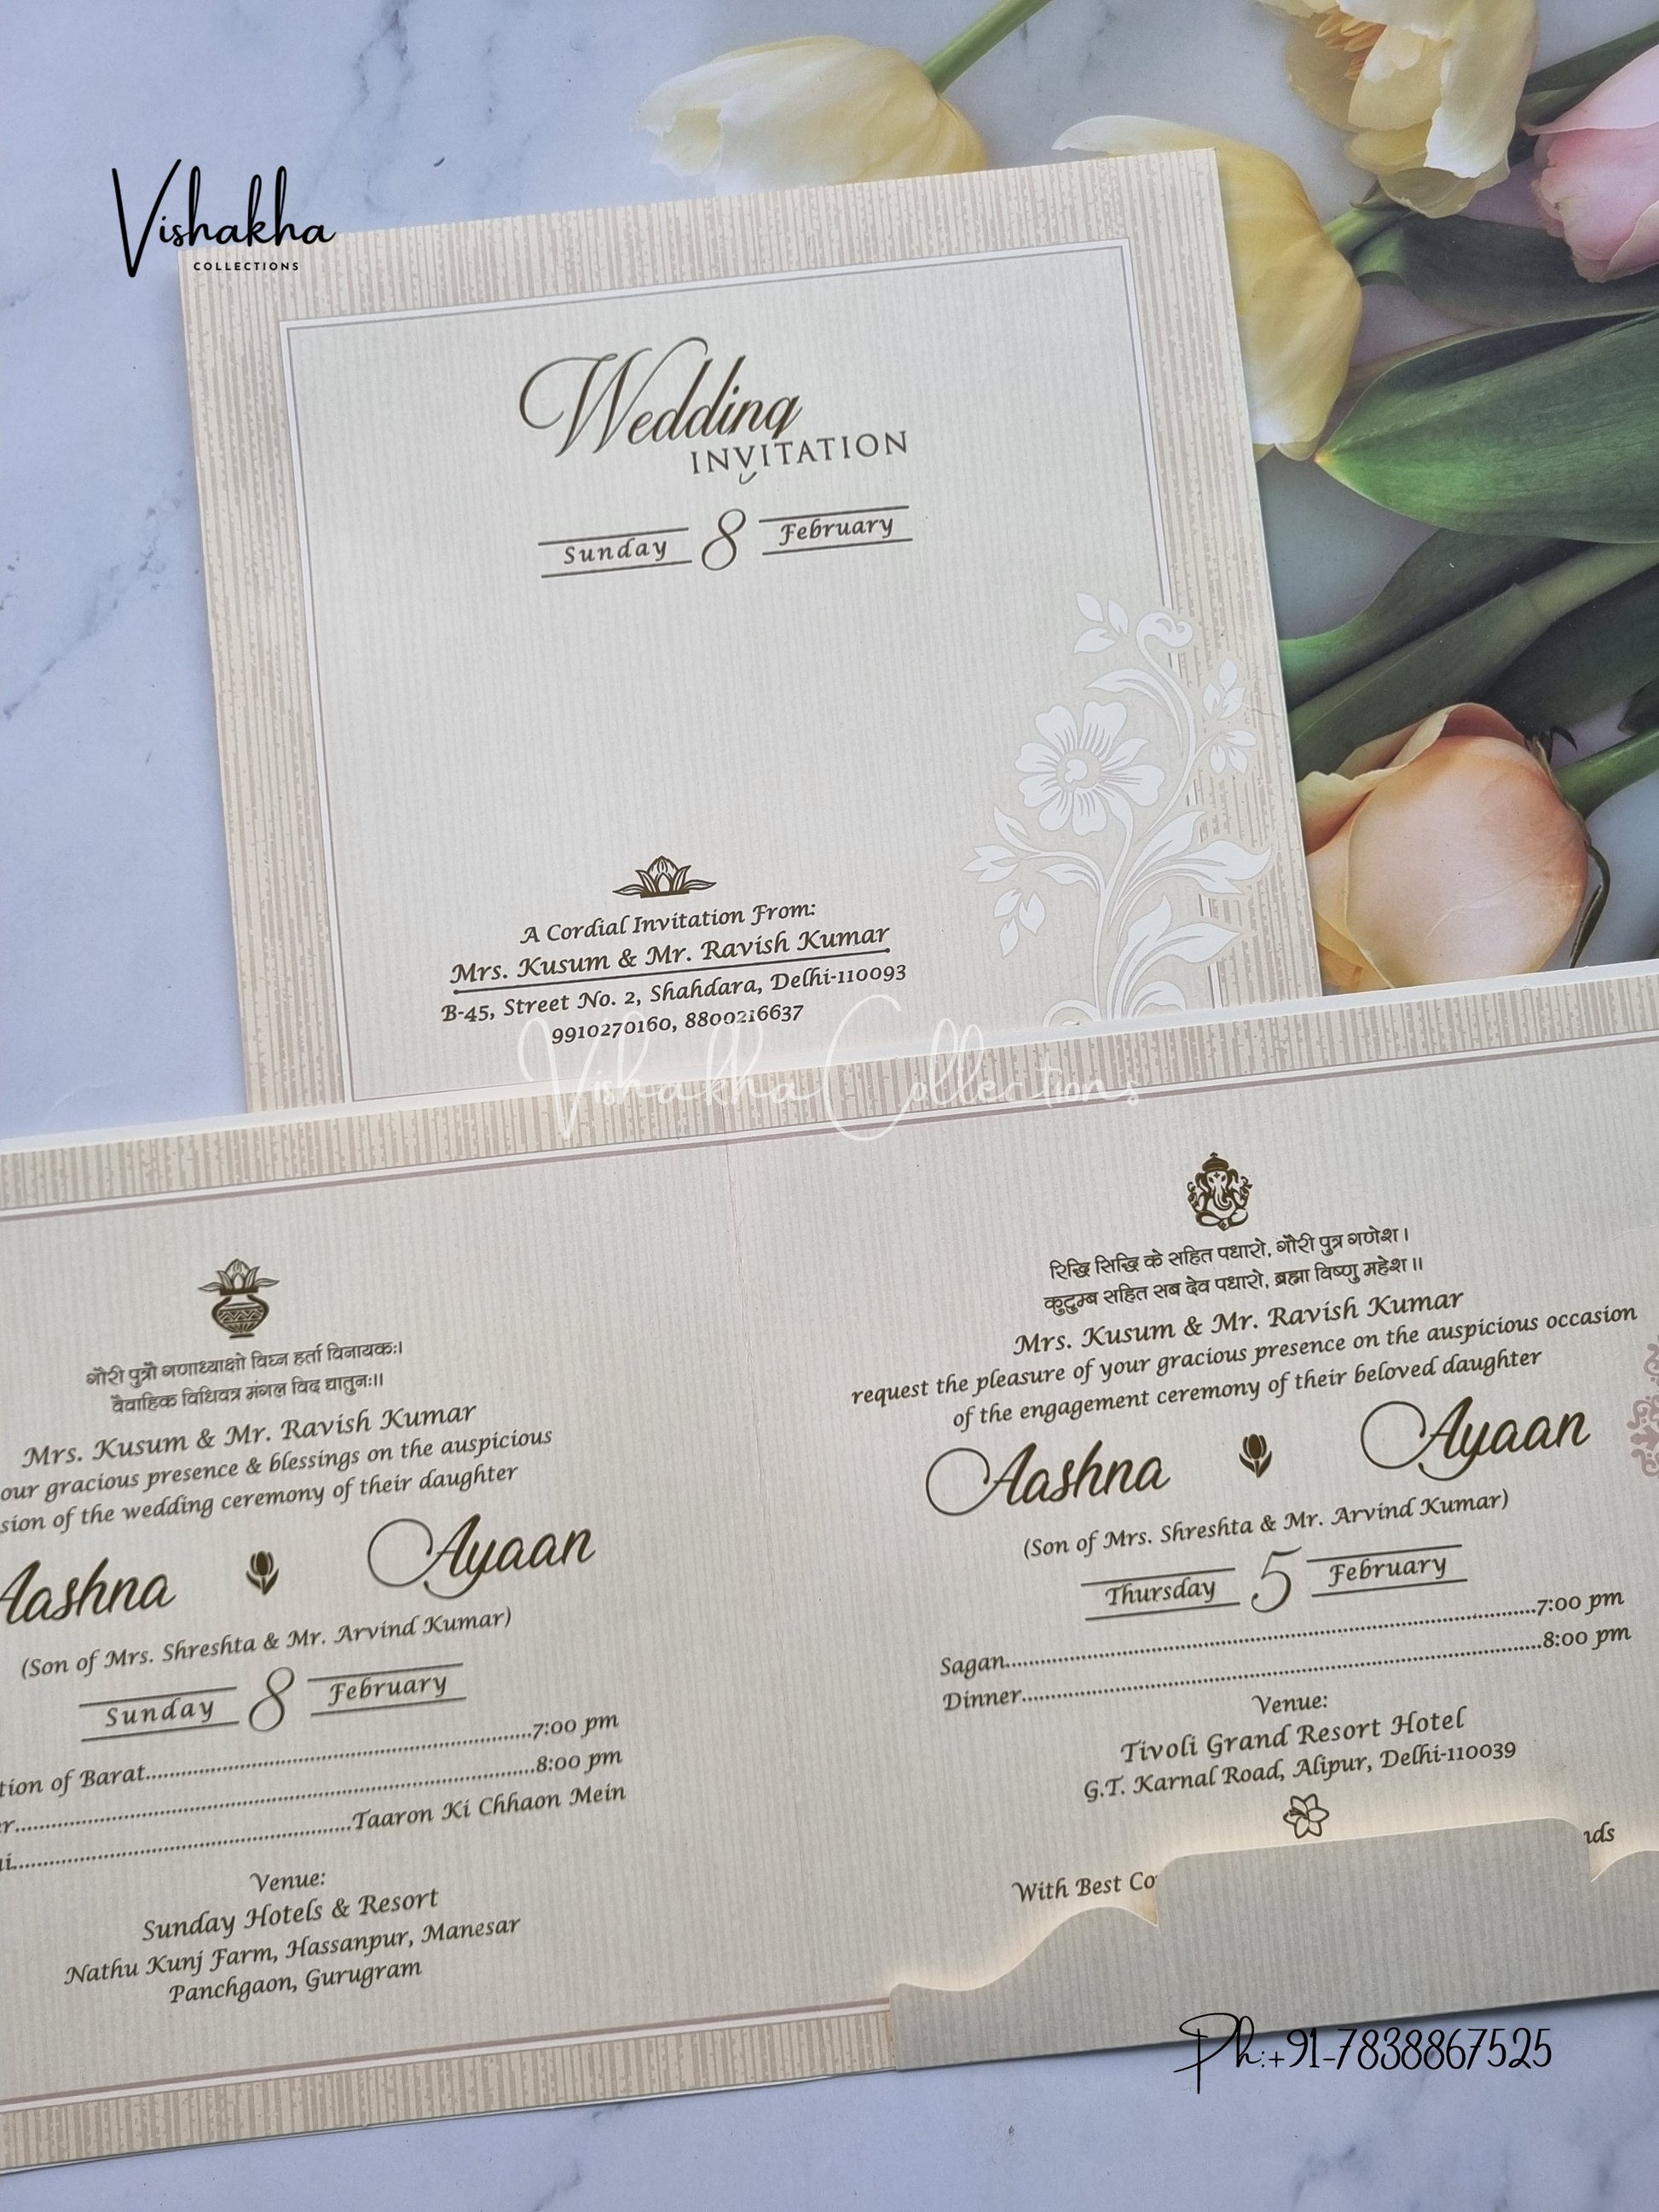 Vishakha
COLLECTIONS
Wedding
INVITATION
Sunday 8 February
A Cordial Invitation From:
Mrs. Kusum & Mr. Ravish Kumar
B-45, Street No. 2, Shahdara, Delhi-110093
9910270160, 8800216637
Vishakha Collections
गौरी पुत्रौ गणाध्याक्षो विघ्न हर्ता विनायकः।
वैवाहिक विधिवत्र मंगल विद द्यातुनः॥
Mrs. Kusum & Mr. Ravish Kumar
our gracious presence & blessings on the auspicious
sion of the wedding ceremony of their daughter
Aashna Ayaan
(Son of Mrs. Shreshta & Mr. Arvind Kumar)
Sunday 8 February
tion of Barat 7:00 pm
r 8:00 pm
i Taaron Ki Chhaon Mein
Venue:
Sunday Hotels & Resort
Nathu Kunj Farm, Hassanpur, Manesar
Panchgaon, Gurugram
रिद्धि सिद्धि के सहित पधारो, गौरी पुत्र गणेश।
कुटुम्ब सहित सब देव पधारो, ब्रह्मा विष्णु महेश॥
Mrs. Kusum & Mr. Ravish Kumar
request the pleasure of your gracious presence on the auspicious occasion
of the engagement ceremony of their beloved daughter
Aashna Ayaan
(Son of Mrs. Shreshta & Mr. Arvind Kumar)
Thursday 5 February
Sagan 7:00 pm
Dinner 8:00 pm
Venue:
Tivoli Grand Resort Hotel
G.T. Karnal Road, Alipur, Delhi-110039
With Best Co nds
Ph:+91-7838867525